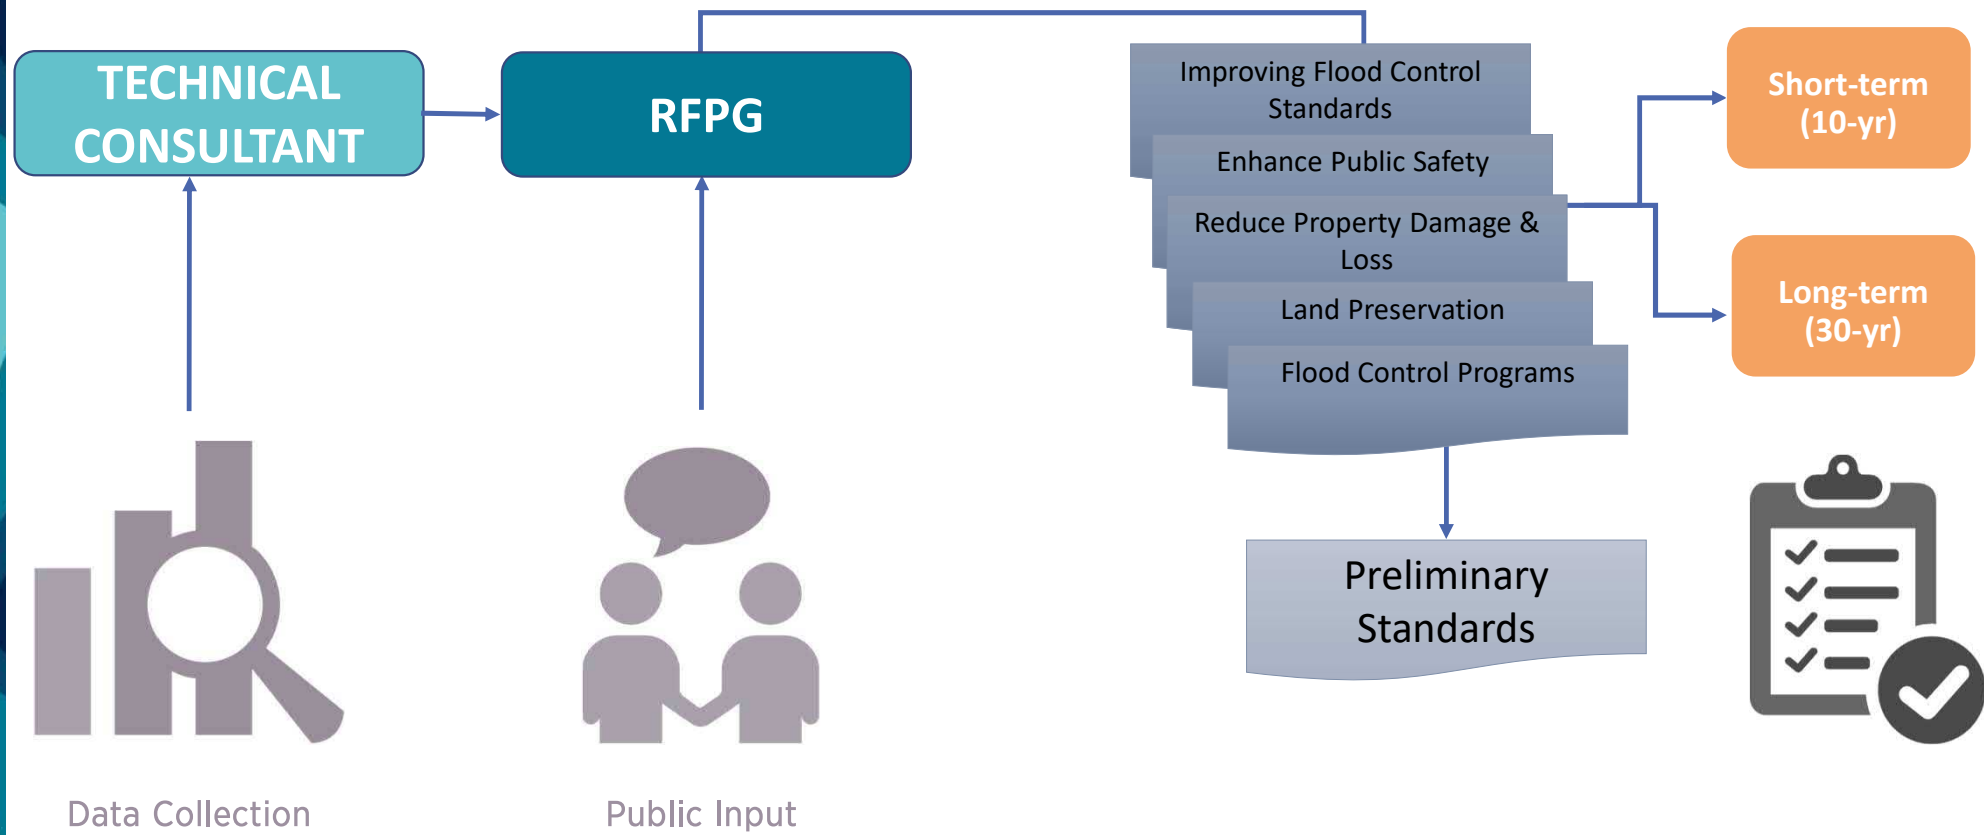 TECHNICAL
CONSULTANT
RFPG
Improving Flood Control
Standards
Enhance Public Safety
Reduce Property Damage &
Loss
Land Preservation
Flood Control Programs
Short-term
(10-yr)
Long-term
(30-yr)
Preliminary
Standards
Data Collection
Public Input